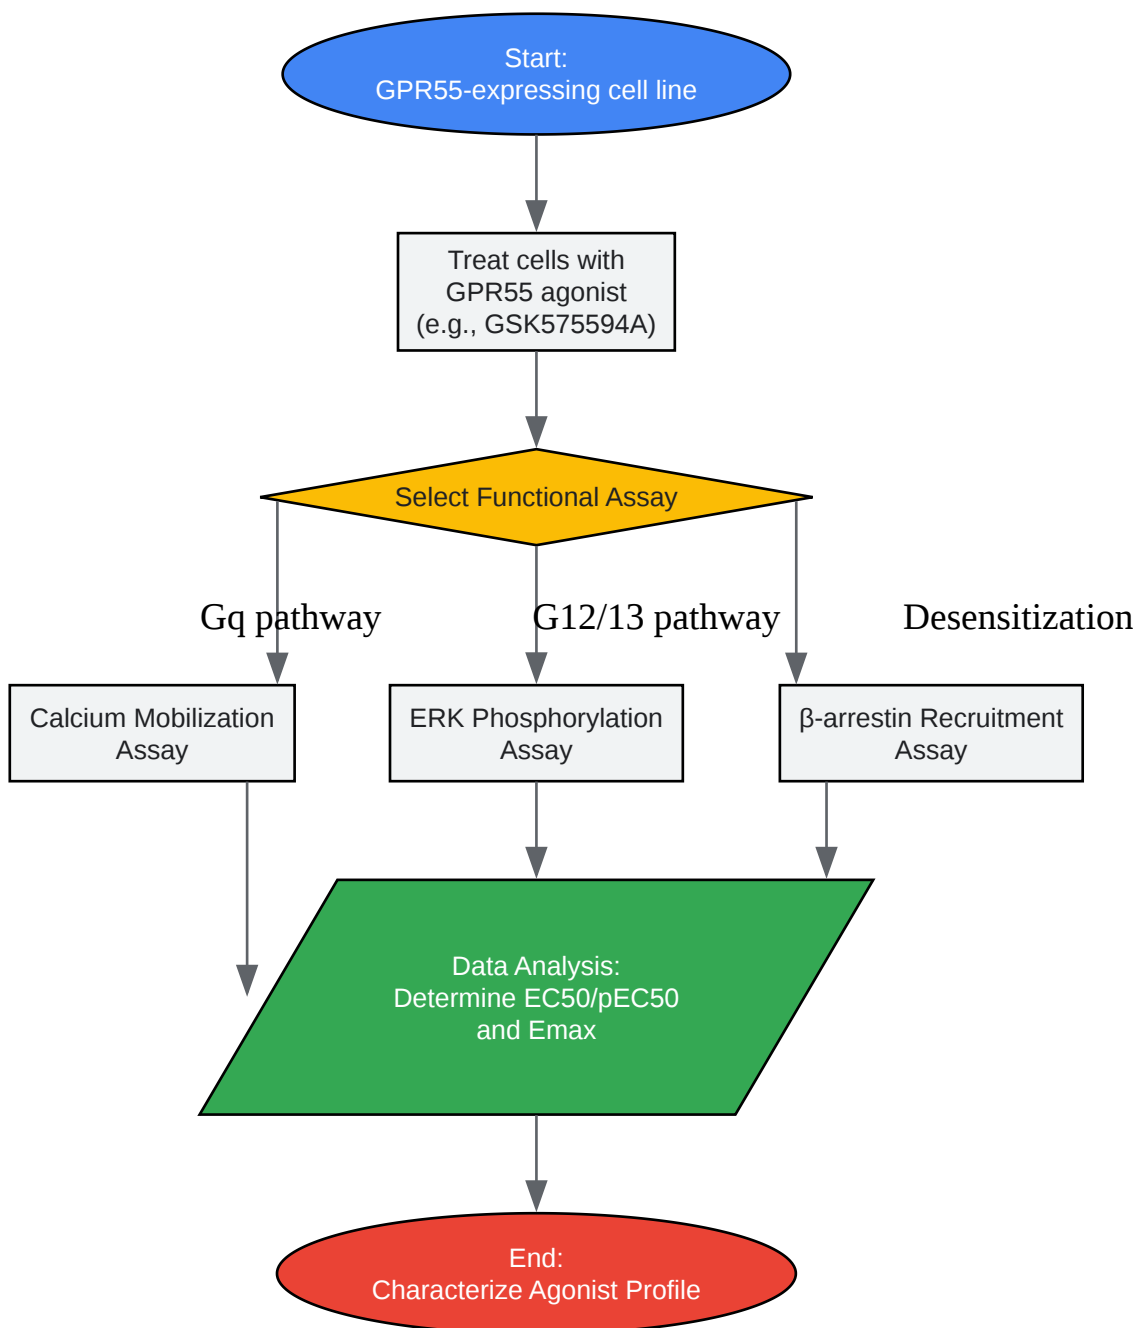 Start:
GPR55-expressing cell line
Treat cells with
GPR55 agonist
(e.g., GSK575594A)
Select Functional Assay
Gq pathway
G12/13 pathway
Desensitization
Calcium Mobilization
Assay
ERK Phosphorylation
Assay
β-arrestin Recruitment
Assay
Data Analysis:
Determine EC50/pEC50
and Emax
End:
Characterize Agonist Profile